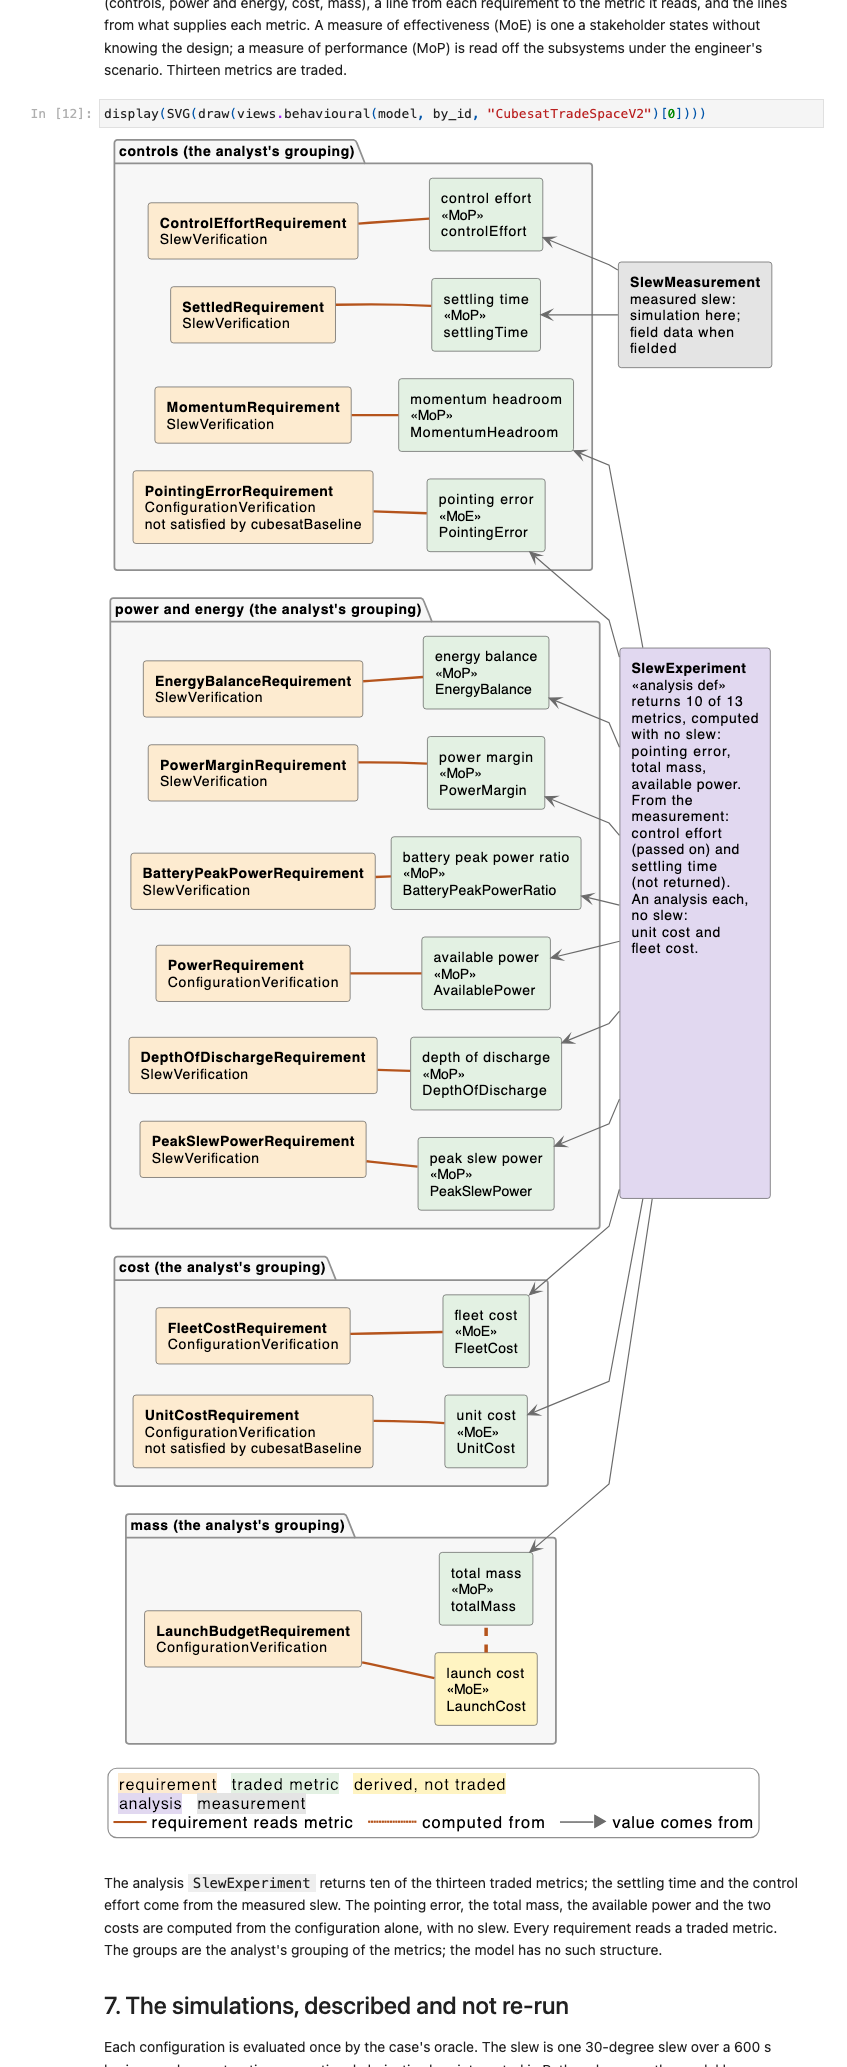 (controls, power and energy, cost, mass), a line from each requirement to the metric it reads, and the lines
from what supplies each metric. A measure of effectiveness (MoE) is one a stakeholder states without
knowing the design; a measure of performance (MoP) is read off the subsystems under the engineer's
scenario. Thirteen metrics are traded.
In [12]: display(SVG(draw(views.behavioural(model, by_id, "CubesatTradeSpaceV2")[0])))
controls (the analyst's grouping)
ControlEffortRequirement
SlewVerification
control effort
«MoP»
controlEffort
SettledRequirement
SlewVerification
settling time
«MoP»
settlingTime
SlewMeasurement
measured slew:
simulation here;
field data when
fielded
MomentumRequirement
SlewVerification
momentum headroom
«MoP»
MomentumHeadroom
PointingErrorRequirement
ConfigurationVerification
not satisfied by cubesatBaseline
pointing error
«MoE»
PointingError
power and energy (the analyst's grouping)
EnergyBalanceRequirement
SlewVerification
energy balance
«MoP»
EnergyBalance
PowerMarginRequirement
SlewVerification
power margin
«MoP»
PowerMargin
BatteryPeakPowerRequirement
SlewVerification
battery peak power ratio
«MoP»
BatteryPeakPowerRatio
PowerRequirement
ConfigurationVerification
available power
«MoP»
AvailablePower
DepthOfDischargeRequirement
SlewVerification
depth of discharge
«MoP»
DepthOfDischarge
PeakSlewPowerRequirement
SlewVerification
peak slew power
«MoP»
PeakSlewPower
SlewExperiment
«analysis def»
returns 10 of 13
metrics, computed
with no slew:
pointing error,
total mass,
available power.
From the
measurement:
control effort
(passed on) and
settling time
(not returned).
An analysis each,
no slew:
unit cost and
fleet cost.
cost (the analyst's grouping)
FleetCostRequirement
ConfigurationVerification
fleet cost
«MoE»
FleetCost
UnitCostRequirement
ConfigurationVerification
not satisfied by cubesatBaseline
unit cost
«MoE»
UnitCost
mass (the analyst's grouping)
total mass
«MoP»
totalMass
LaunchBudgetRequirement
ConfigurationVerification
launch cost
«MoE»
LaunchCost
requirement traded metric derived, not traded
analysis measurement
requirement reads metric computed from value comes from
The analysis SlewExperiment returns ten of the thirteen traded metrics; the settling time and the control
effort come from the measured slew. The pointing error, the total mass, the available power and the two
costs are computed from the configuration alone, with no slew. Every requirement reads a traded metric.
The groups are the analyst's grouping of the metrics; the model has no such structure.
7. The simulations, described and not re-run
Each configuration is evaluated once by the case's oracle. The slew is one 30-degree slew over a 600 s